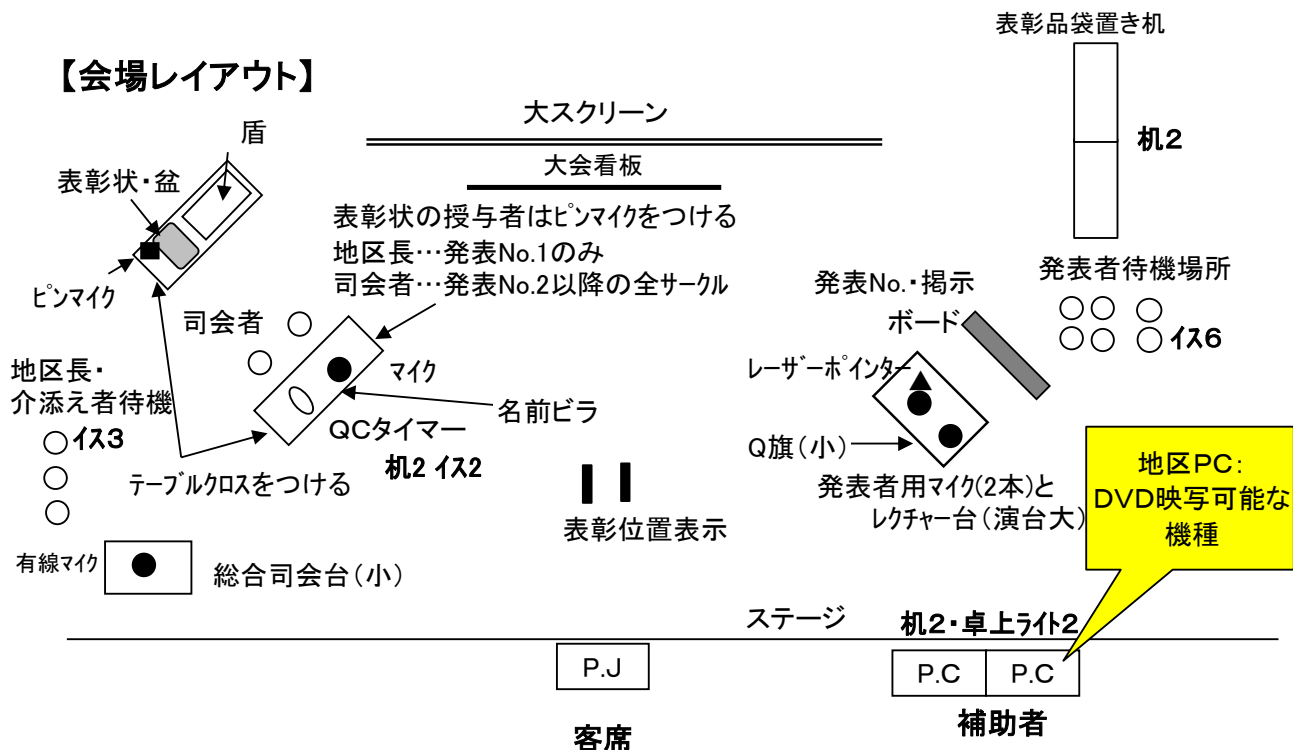 表彰品袋置き机
【会場レイアウト】
机2
大スクリーン
盾
大会看板
表彰状・盆
表彰状の授与者はピンマイクをつける
地区長…発表No.1のみ
司会者…発表No.2以降の全サークル
ピンマイク
司会者
発表No.・掲示
ボード
発表者待機場所
イス6
地区長・
介添え者待機
イス3
マイク
名前ビラ
QCタイマー
机2 イス2
レーザーポインター
Q旗(小)
テーブルクロスをつける
表彰位置表示
発表者用マイク(2本)と
レクチャー台(演台大)
地区PC:
DVD映写可能な
機種
有線マイク
総合司会台(小)
ステージ
机2・卓上ライト2
P.J
P.C
P.C
客席
補助者